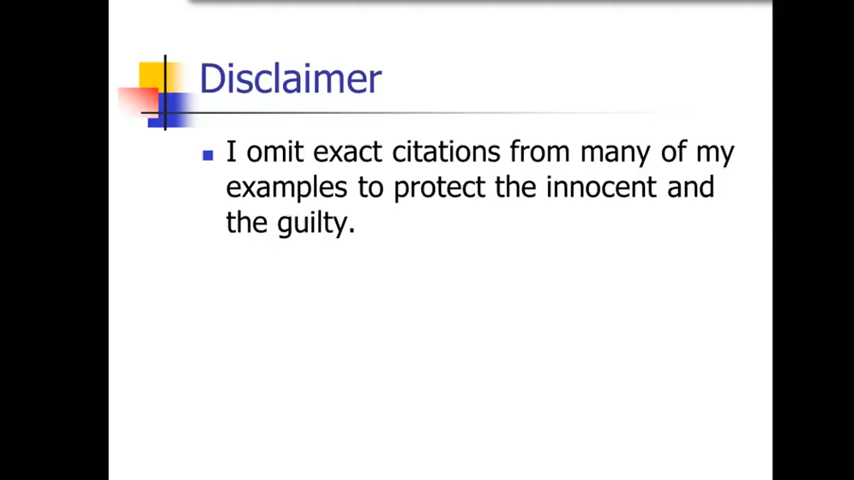 Disclaimer
I omit exact citations from many of my
examples to protect the innocent and
the guilty.